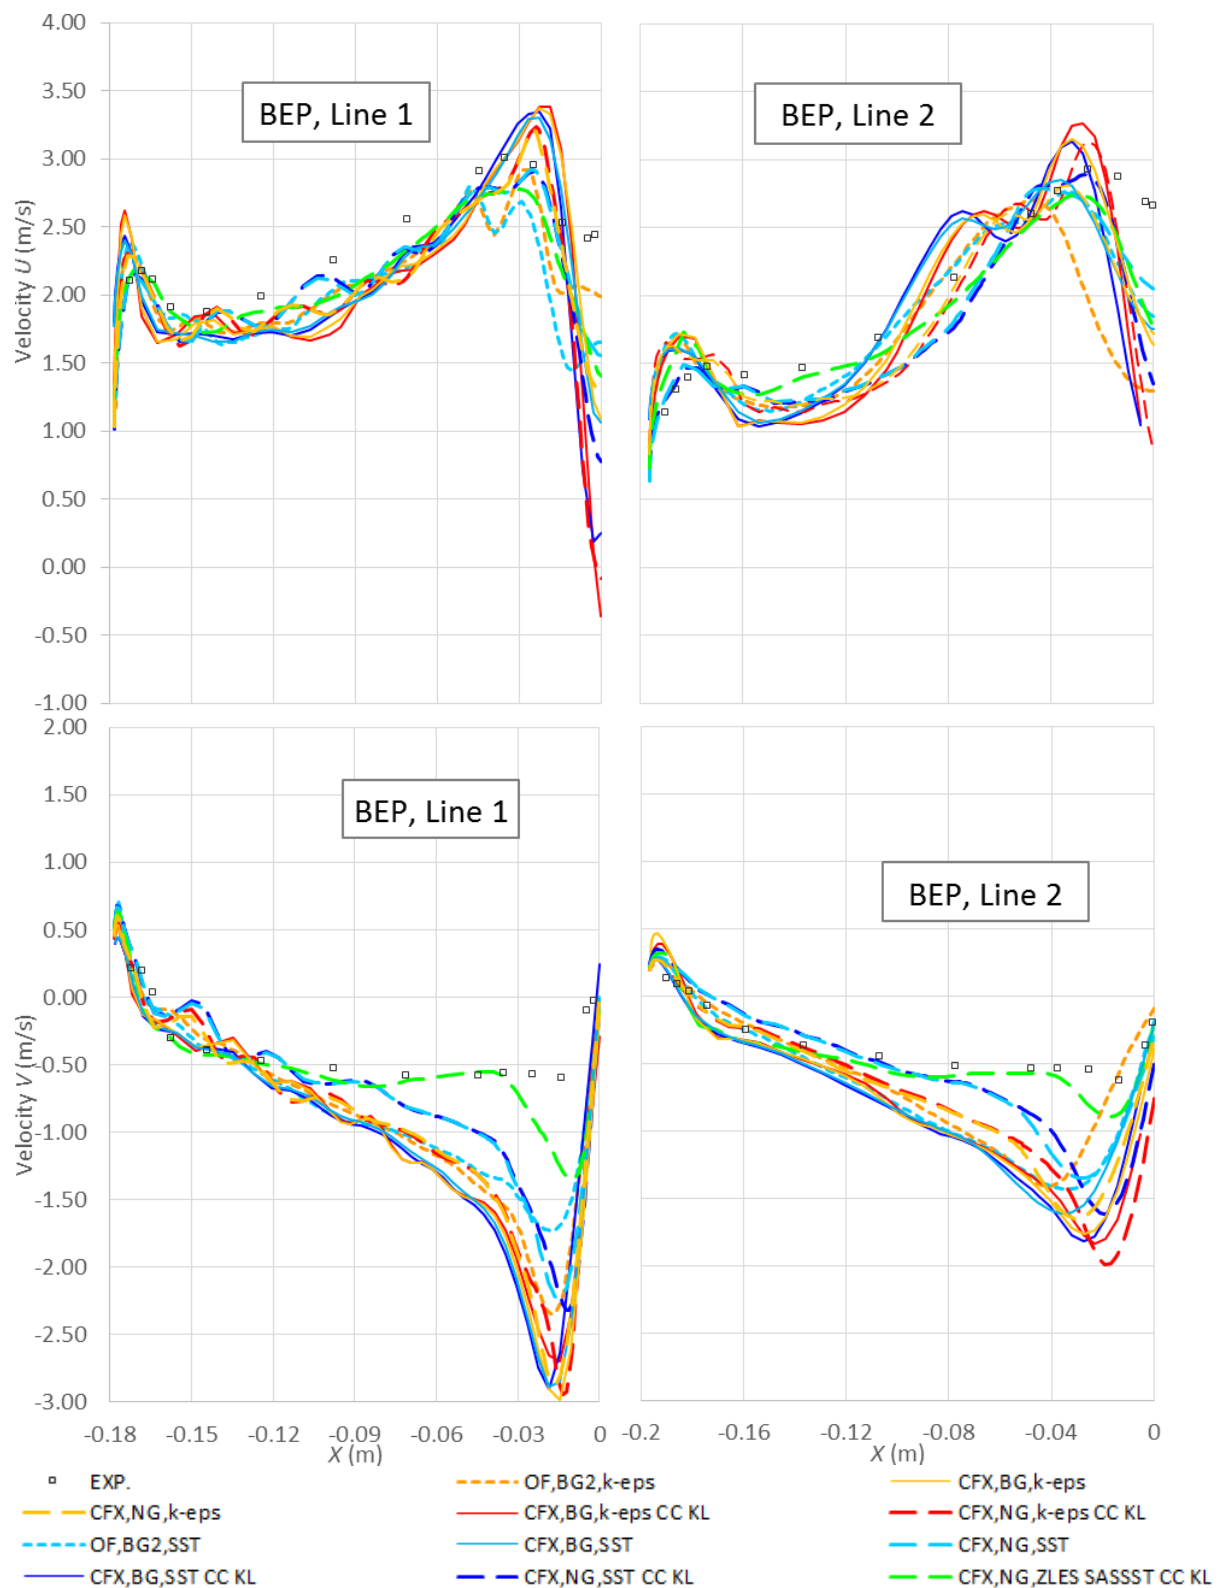 4.00
3.50
3.00
2.50
2.00
1.50
1.00
0.50
0.00
-0.50
-1.00
Velocity U (m/s)
BEP, Line 1
BEP, Line 2
2.00
1.50
1.00
0.50
0.00
-0.50
-1.00
-1.50
-2.00
-2.50
-3.00
Velocity V (m/s)
BEP, Line 1
BEP, Line 2
-0.18 -0.15 -0.12 -0.09 -0.06 -0.03 0
X (m)
-0.2 -0.16 -0.12 -0.08 -0.04 0
X (m)
EXP. OF,BG2,k-eps CFX,BG,k-eps
CFX,NG,k-eps CFX,BG,k-eps CC KL CFX,NG,k-eps CC KL
OF,BG2,SST CFX,BG,SST CFX,NG,SST
CFX,BG,SST CC KL CFX,NG,SST CC KL CFX,NG,ZLES SASSST CC KL